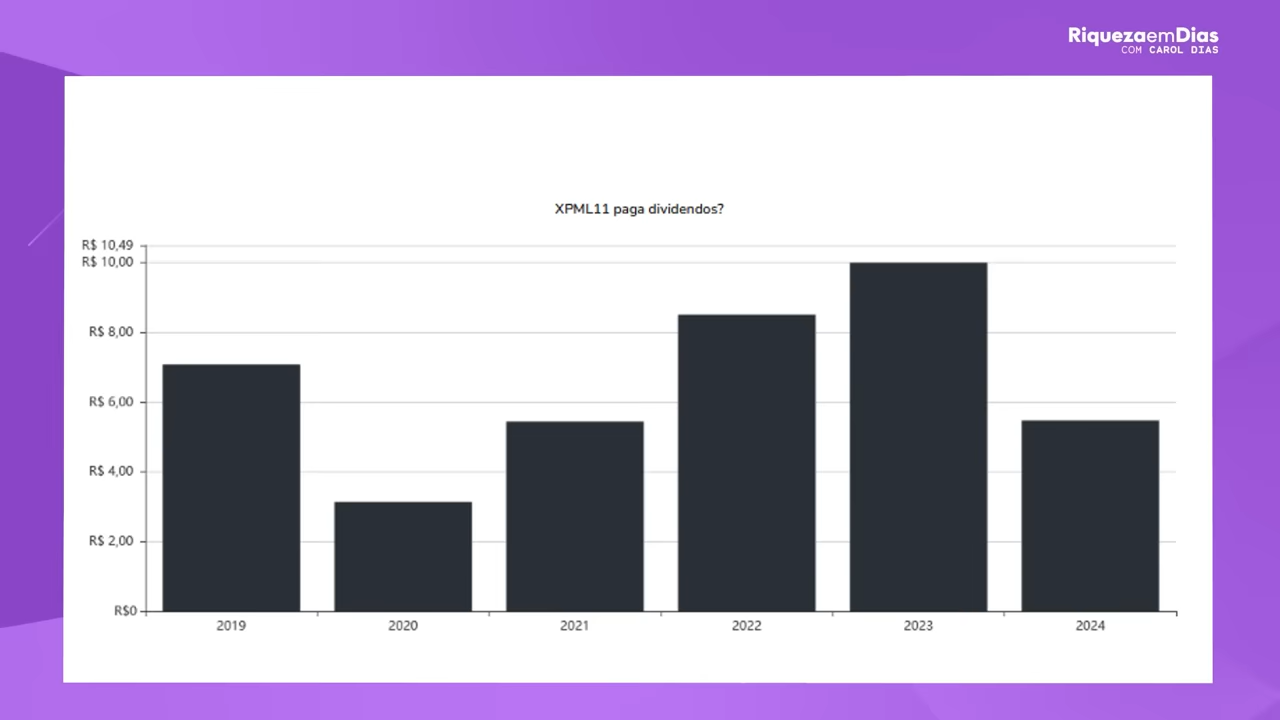 RiquezaemDias
COM CAROL DIAS
XPML11 paga dividendos?
R$ 10,49
R$ 10,00
R$ 8,00
R$ 6,00
R$ 4,00
R$ 2,00
R$0
2019 2020 2021 2022 2023 2024